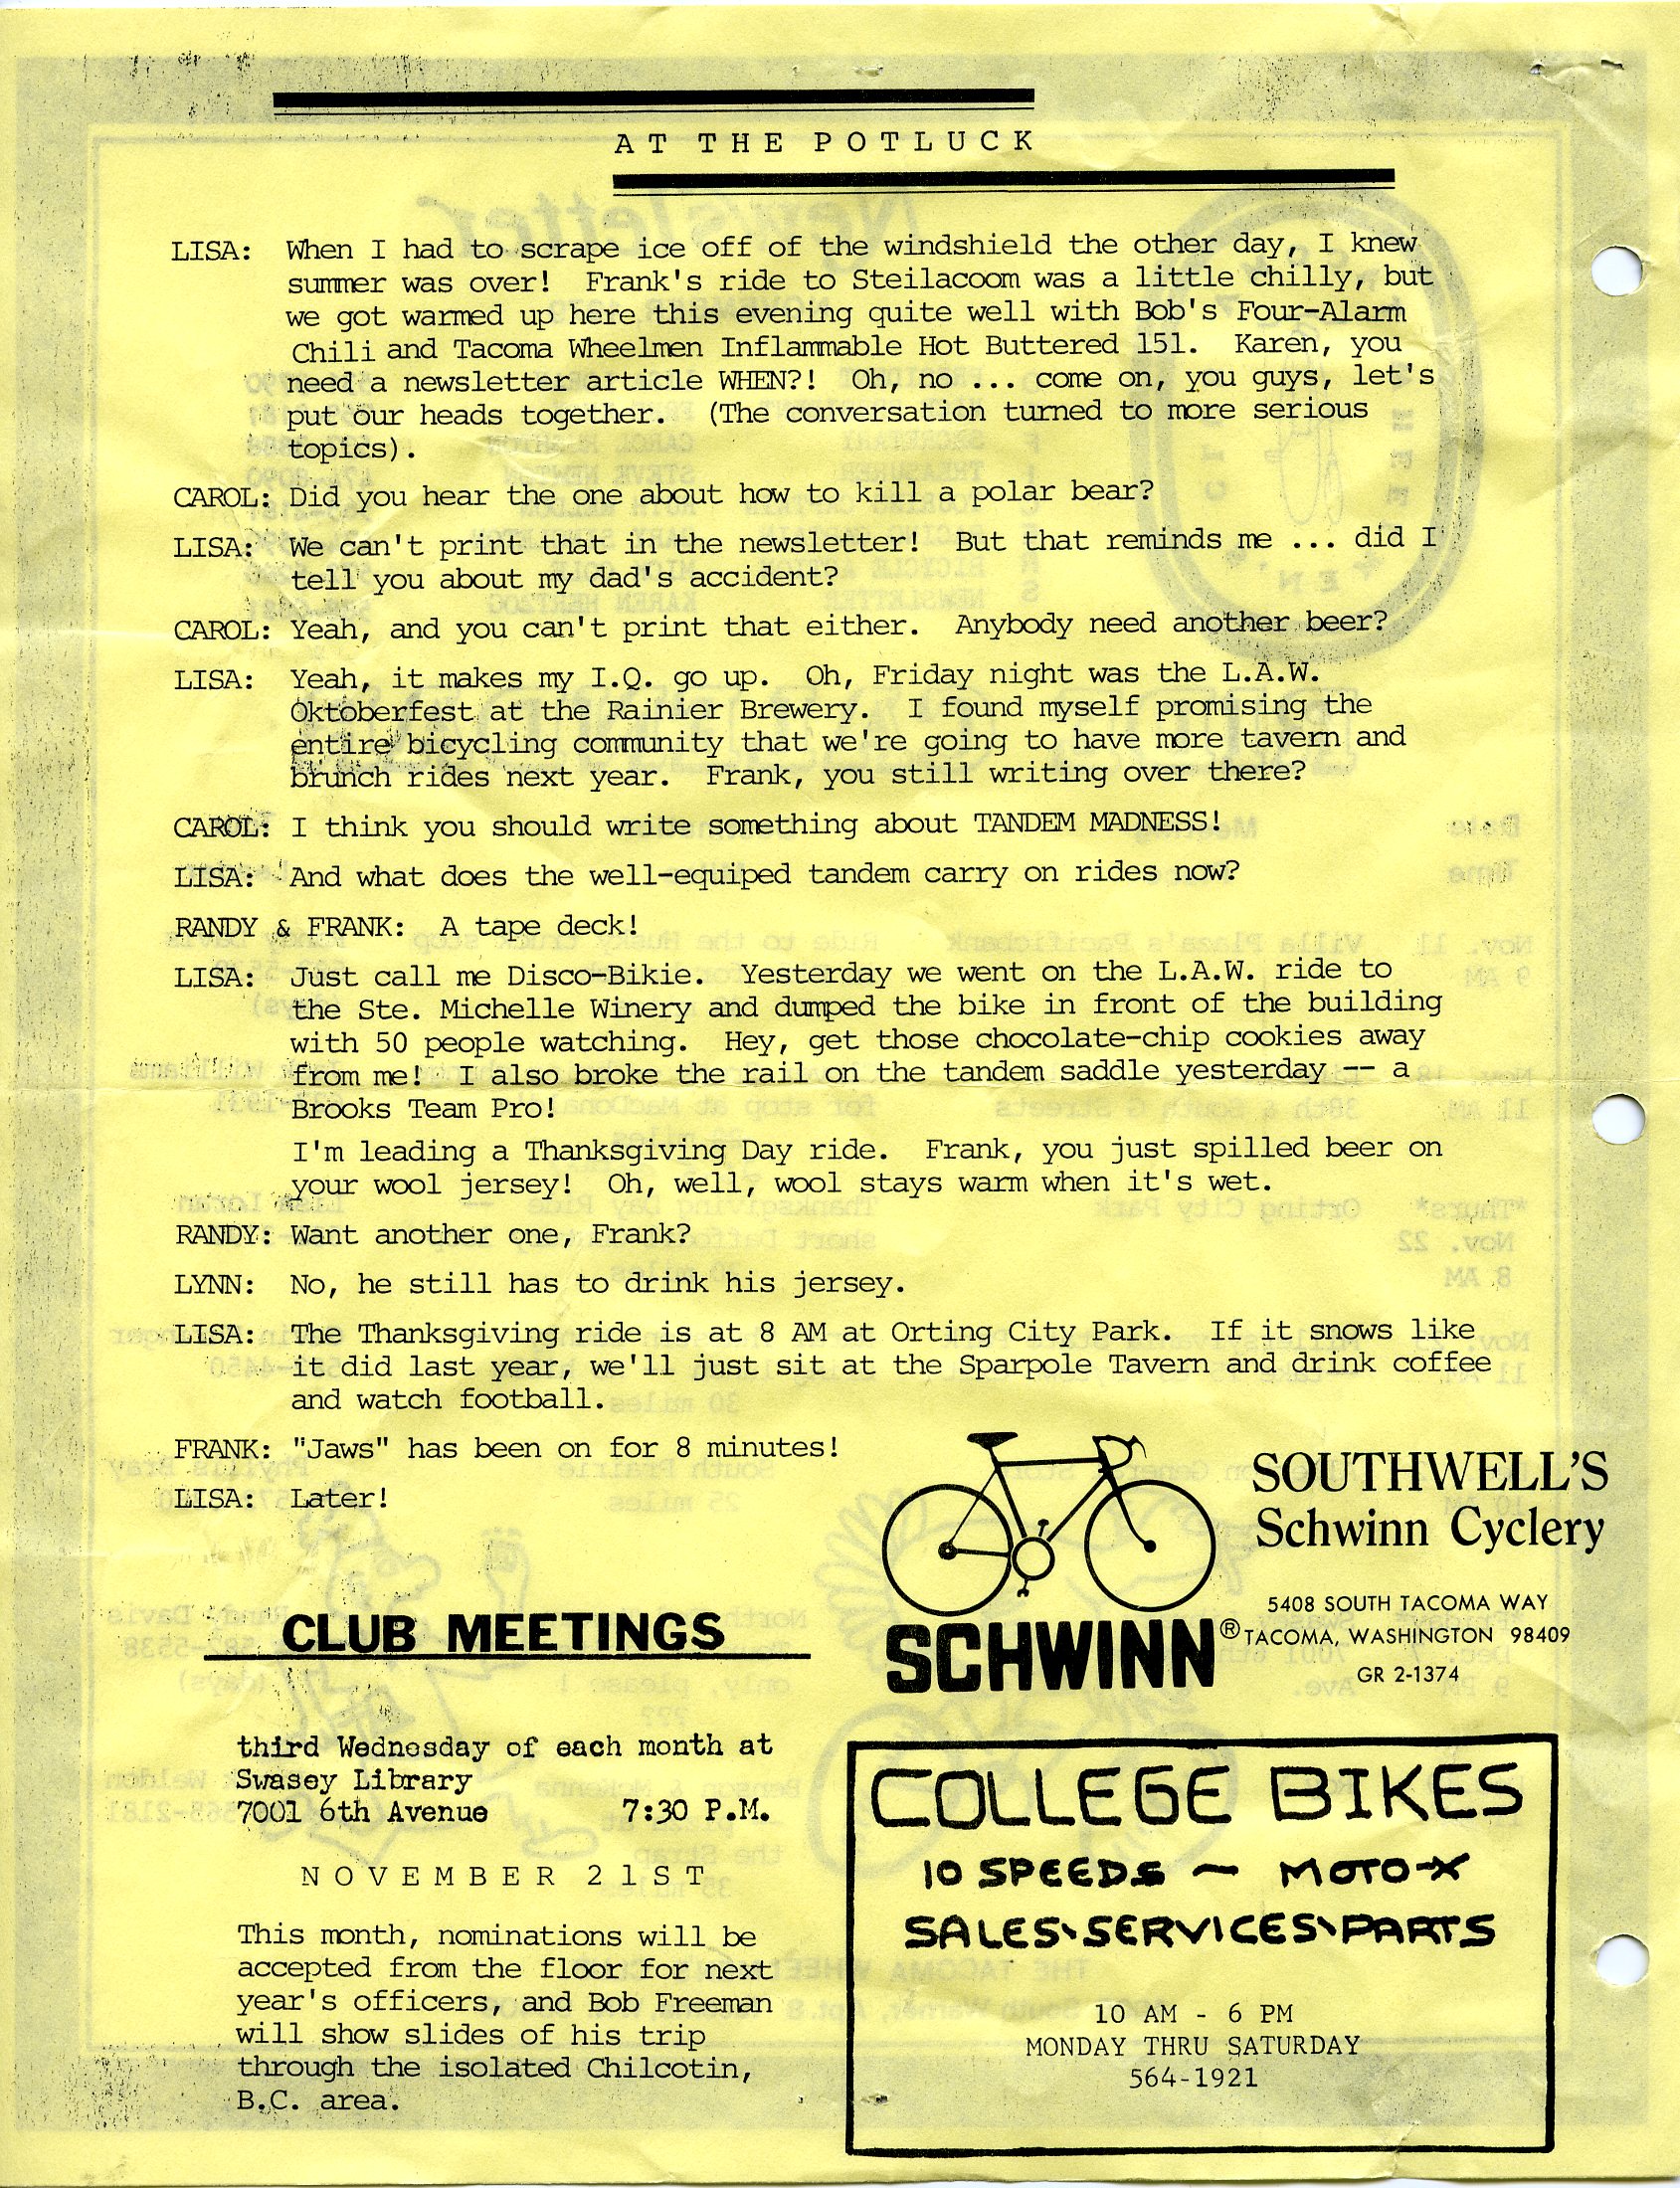 AT THE POTLUCK
LISA: When I had to scrape ice off of the windshield the other day, I knew
summer was over! Frank's ride to Steilacoom was a little chilly, but
we got warmed up here this evening quite well with Bob's Four-Alarm
Chili and Tacoma Wheelmen Inflammable Hot Buttered 151. Karen, you
need a newsletter article WHEN?! Oh, no ... come on, you guys, let's
put our heads together. (The conversation turned to more serious
topics).
CAROL: Did you hear the one about how to kill a polar bear?
LISA: We can't print that in the newsletter! But that reminds me ... did I
tell you about my dad's accident?
CAROL: Yeah, and you can't print that either. Anybody need another beer?
LISA: Yeah, it makes my I.Q. go up. Oh, Friday night was the L.A.W.
Oktoberfest at the Rainier Brewery. I found myself promising the
entire bicycling community that we're going to have more tavern and
brunch rides next year. Frank, you still writing over there?
CAROL: I think you should write something about TANDEM MADNESS!
LISA: And what does the well-equiped tandem carry on rides now?
RANDY & FRANK: A tape deck!
LISA: Just call me Disco-Bikie. Yesterday we went on the L.A.W. ride to
the Ste. Michelle Winery and dumped the bike in front of the building
with 50 people watching. Hey, get those chocolate-chip cookies away
from me! I also broke the rail on the tandem saddle yesterday -- a
Brooks Team Pro!
I'm leading a Thanksgiving Day ride. Frank, you just spilled beer on
your wool jersey! Oh, well, wool stays warm when it's wet.
RANDY: Want another one, Frank?
LYNN: No, he still has to drink his jersey.
LISA: The Thanksgiving ride is at 8 AM at Orting City Park. If it snows like
it did last year, we'll just sit at the Sparpole Tavern and drink coffee
and watch football.
FRANK: "Jaws" has been on for 8 minutes!
LISA: Later!
CLUB MEETINGS
third Wednesday of each month at
Swasey Library
7001 6th Avenue 7:30 P.M.
NOVEMBER 21ST
This month, nominations will be
accepted from the floor for next
year's officers, and Bob Freeman
will show slides of his trip
through the isolated Chilcotin,
B.C. area.
SOUTHWELL'S
Schwinn Cyclery
5408 SOUTH TACOMA WAY
TACOMA, WASHINGTON 98409
GR 2-1374
SCHWINN®
COLLEGE BIKES
10 SPEEDS ~ MOTO-X
SALES\SERVICES\PARTS
10 AM - 6 PM
MONDAY THRU SATURDAY
564-1921